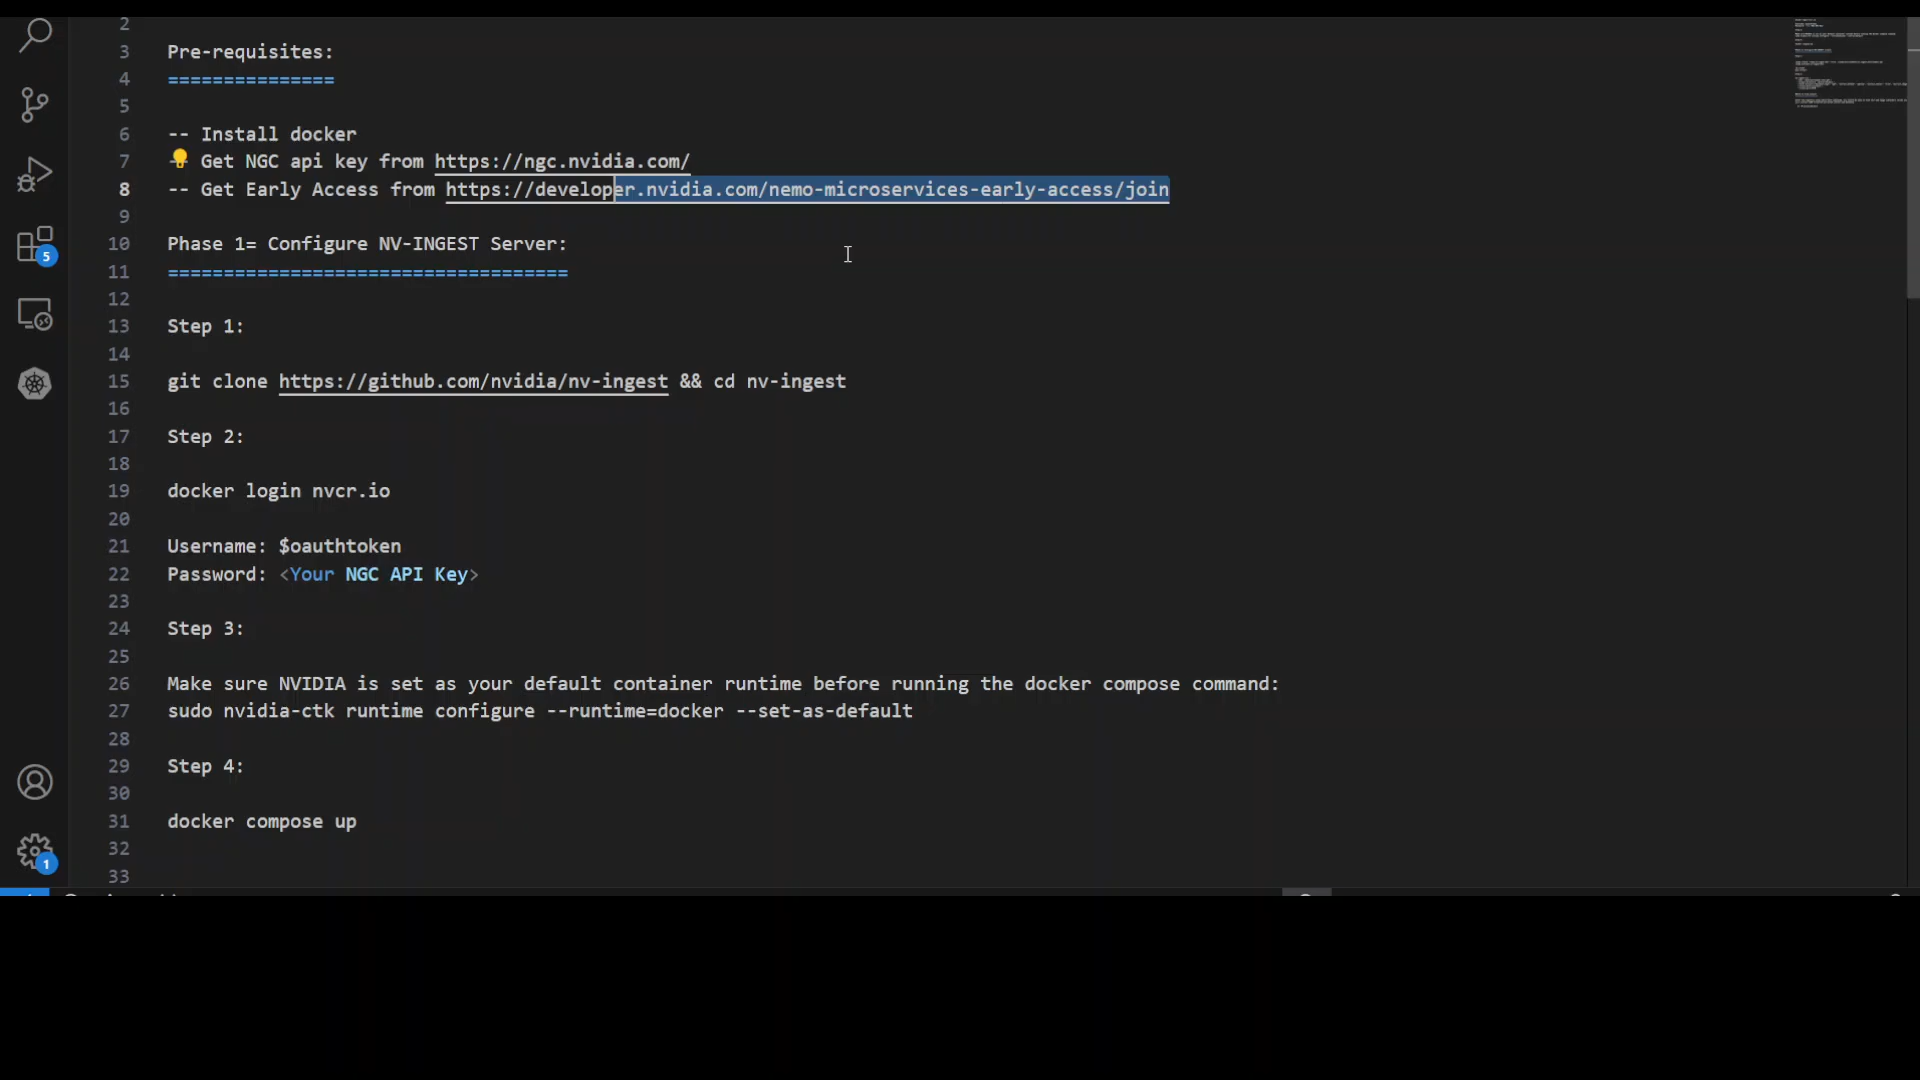 2
3 Pre-requisites:
4 ===============
5
6 -- Install docker
7 Get NGC api key from https://ngc.nvidia.com/
8 -- Get Early Access from https://developer.nvidia.com/nemo-microservices-early-access/join
9
10 Phase 1= Configure NV-INGEST Server:
11 ====================================
12
13 Step 1:
14
15 git clone https://github.com/nvidia/nv-ingest && cd nv-ingest
16
17 Step 2:
18
19 docker login nvcr.io
20
21 Username: $oauthtoken
22 Password: <Your NGC API Key>
23
24 Step 3:
25
26 Make sure NVIDIA is set as your default container runtime before running the docker compose command:
27 sudo nvidia-ctk runtime configure --runtime=docker --set-as-default
28
29 Step 4:
30
31 docker compose up
32
33
5
1